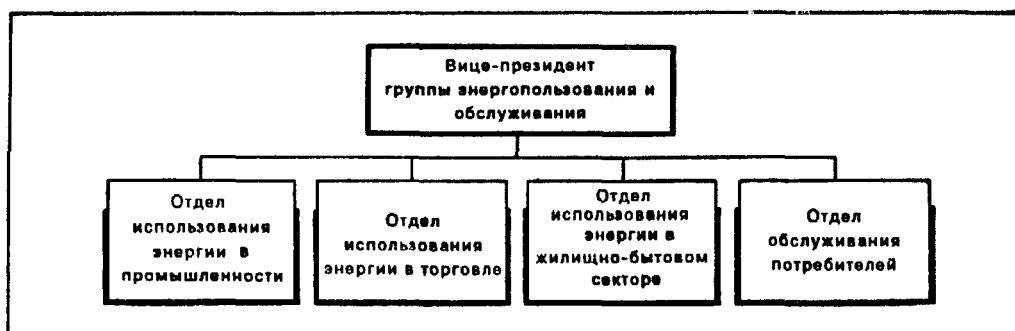 Вице-президент
группы энергопользования и
обслуживания
Отдел
использования
энергии в
промышленности
Отдел
использования
энергии в торговле
Отдел
использования
энергии в
жилищно-бытовом
секторе
Отдел
обслуживания
потребителей